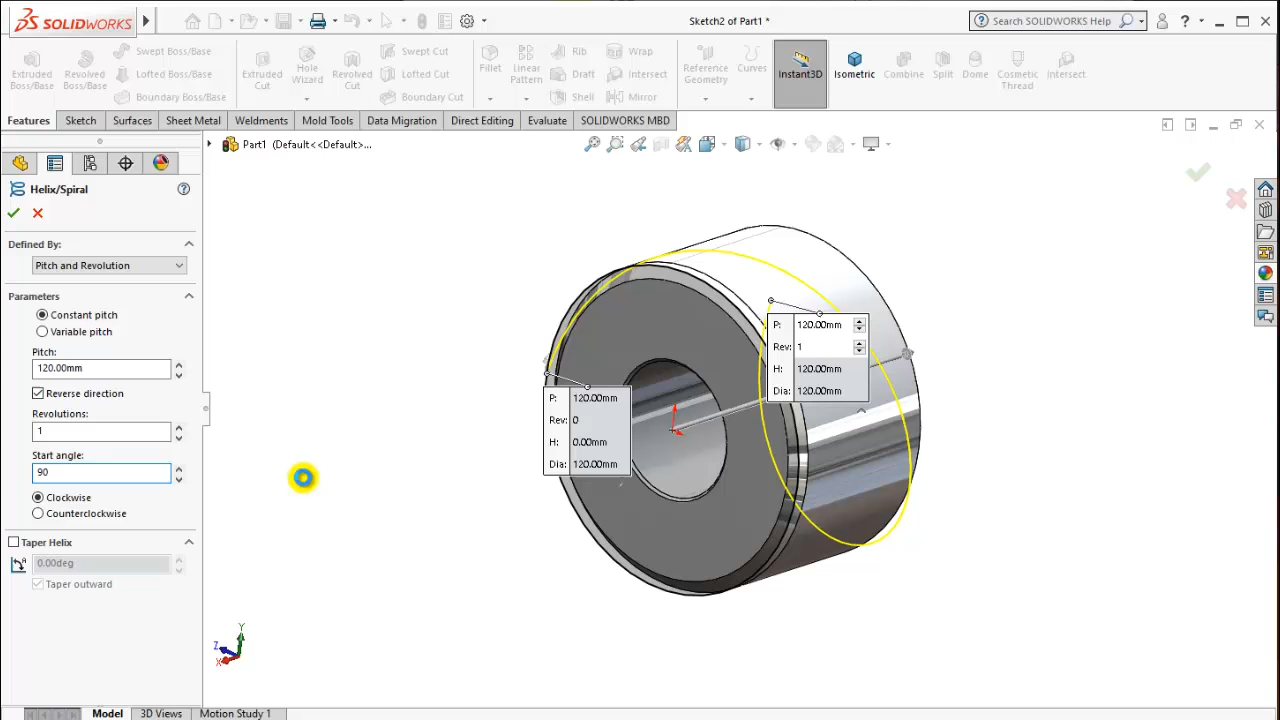 SOLIDWORKS
Sketch2 of Part1 *
Search SOLIDWORKS Help
?
Extruded Boss/Base
Revolved Boss/Base
Swept Boss/Base
Lofted Boss/Base
Boundary Boss/Base
Extruded Cut
Hole Wizard
Revolved Cut
Swept Cut
Lofted Cut
Boundary Cut
Fillet
Linear Pattern
Rib
Draft
Shell
Wrap
Intersect
Mirror
Reference Geometry
Curves
Instant3D
Isometric
Combine
Split
Dome
Cosmetic Thread
Intersect
Features
Sketch
Surfaces
Sheet Metal
Weldments
Mold Tools
Data Migration
Direct Editing
Evaluate
SOLIDWORKS MBD
Part1 (Default<<Default>...
Helix/Spiral
Defined By:
Pitch and Revolution
Parameters
Constant pitch
Variable pitch
Pitch:
120.00mm
Reverse direction
Revolutions:
1
Start angle:
90
Clockwise
Counterclockwise
Taper Helix
0.00deg
Taper outward
P: 120.00mm
Rev: 0
H: 0.00mm
Dia: 120.00mm
P: 120.00mm
Rev: 1
H: 120.00mm
Dia: 120.00mm
Y
Z
X
Model
3D Views
Motion Study 1